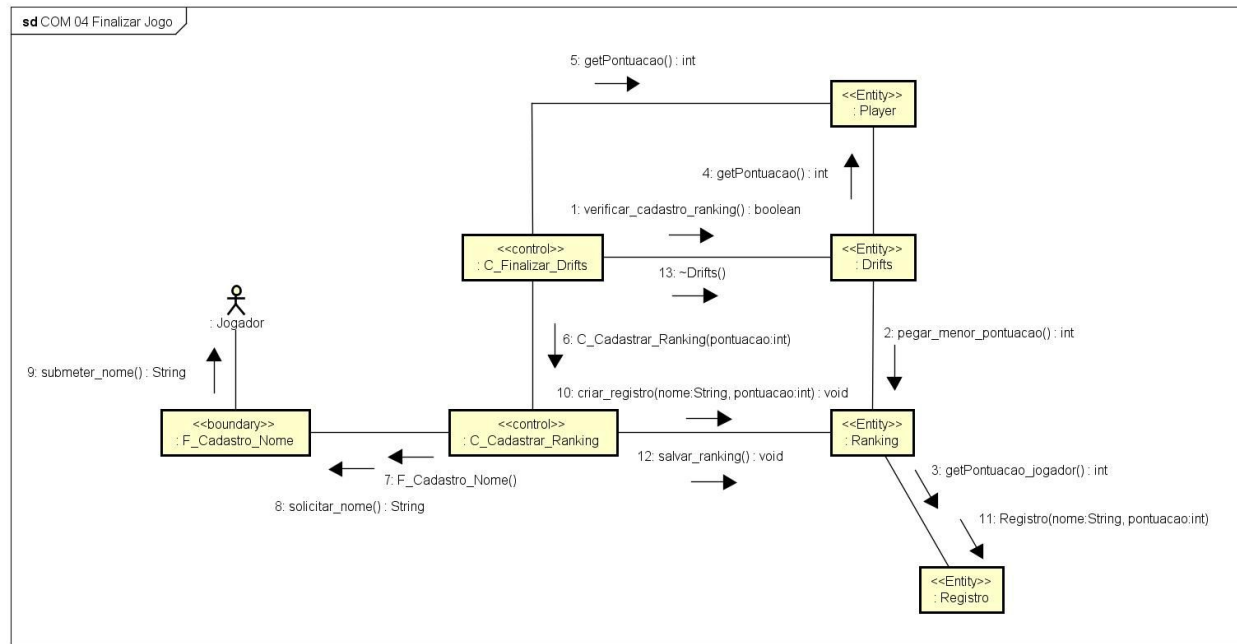 sd COM 04 Finalizar Jogo
5: getPontuacao() : int
<<Entity>>
: Player
4: getPontuacao() : int
1: verificar_cadastro_ranking() : boolean
<<control>>
: C_Finalizar_Drifts
<<Entity>>
: Drifts
13: ~Drifts()
: Jogador
6: C_Cadastrar_Ranking(pontuacao:int)
2: pegar_menor_pontuacao() : int
9: submeter_nome() : String
10: criar_registro(nome:String, pontuacao:int) : void
<<boundary>>
: F_Cadastro_Nome
<<control>>
: C_Cadastrar_Ranking
<<Entity>>
: Ranking
12: salvar_ranking() : void
3: getPontuacao_jogador() : int
7: F_Cadastro_Nome()
8: solicitar_nome() : String
11: Registro(nome:String, pontuacao:int)
<<Entity>>
: Registro